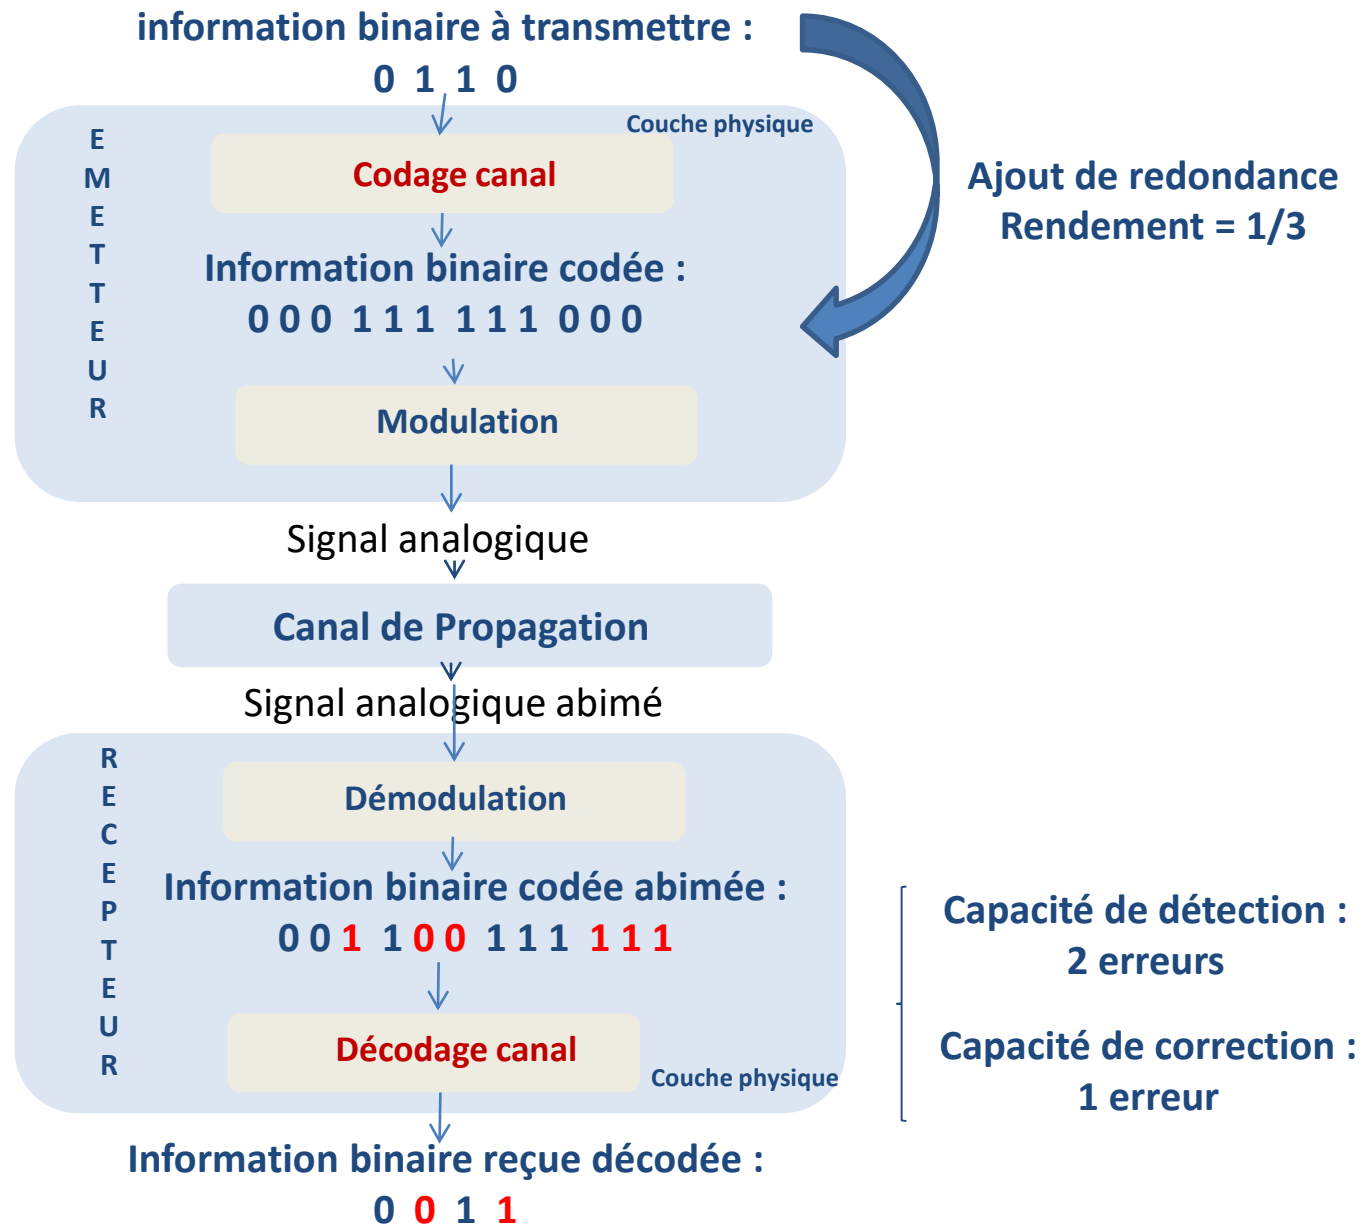 information binaire à transmettre :
0 1 1 0
Couche physique
E
M
E
T
T
E
U
R
Codage canal
Ajout de redondance
Rendement = 1/3
Information binaire codée :
0 0 0 1 1 1 1 1 1 0 0 0
Modulation
Signal analogique
Canal de Propagation
Signal analogique abimé
R
E
C
E
P
T
E
U
R
Démodulation
Information binaire codée abimée :
0 0 1 1 0 0 1 1 1 1 1 1
Capacité de détection :
2 erreurs
Décodage canal
Couche physique
Capacité de correction :
1 erreur
Information binaire reçue décodée :
0 0 1 1